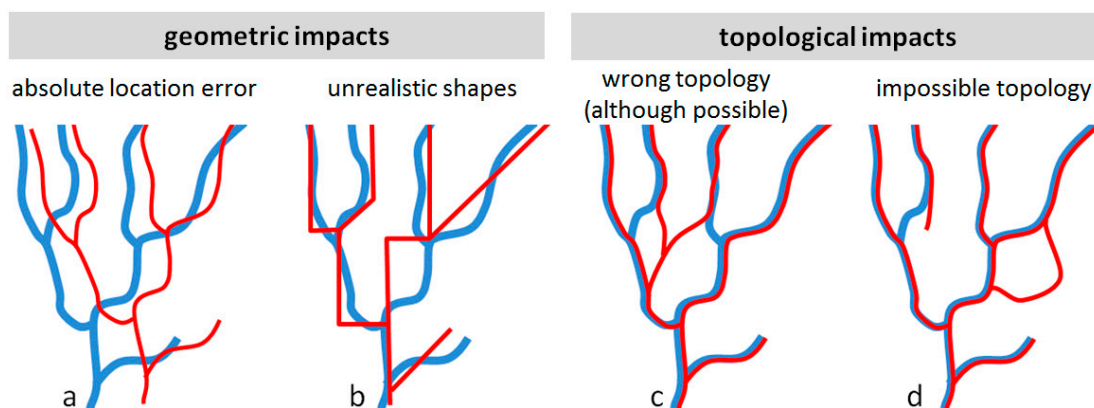 geometric impacts
topological impacts
absolute location error
unrealistic shapes
wrong topology
(although possible)
impossible topology
a
b
c
d